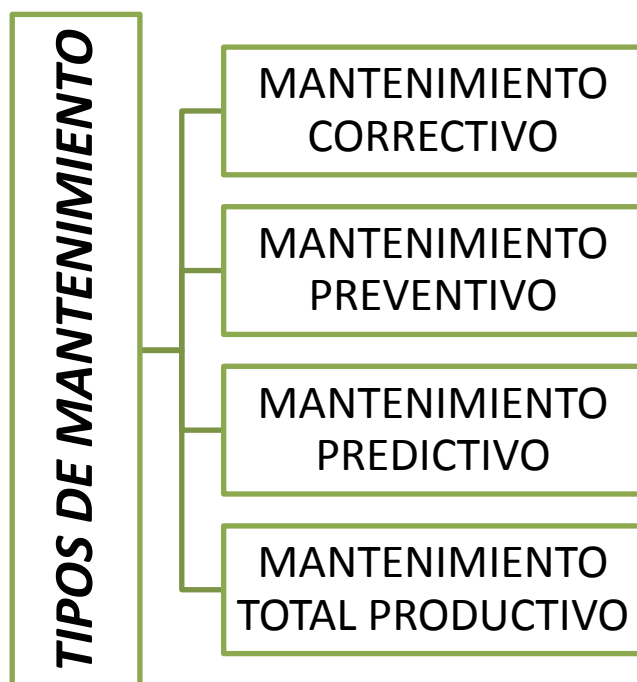 TIPOS DE MANTENIMIENTO
MANTENIMIENTO
CORRECTIVO
MANTENIMIENTO
PREVENTIVO
MANTENIMIENTO
PREDICTIVO
MANTENIMIENTO
TOTAL PRODUCTIVO